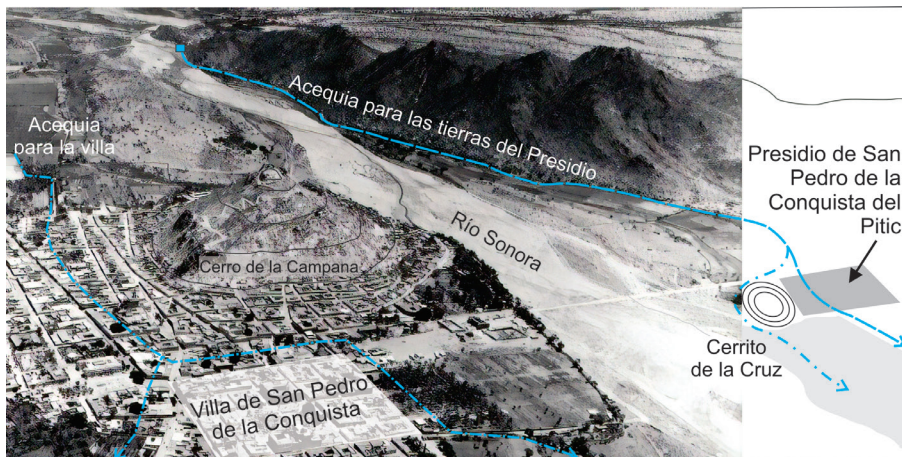 Acequia
para la villa
Acequia para las tierras del Presidio
Río Sonora
Cerro de la Campana
Villa de San Pedro
de la Conquista
Presidio de San
Pedro de la
Conquista del
Pitic
Cerrito
de la Cruz